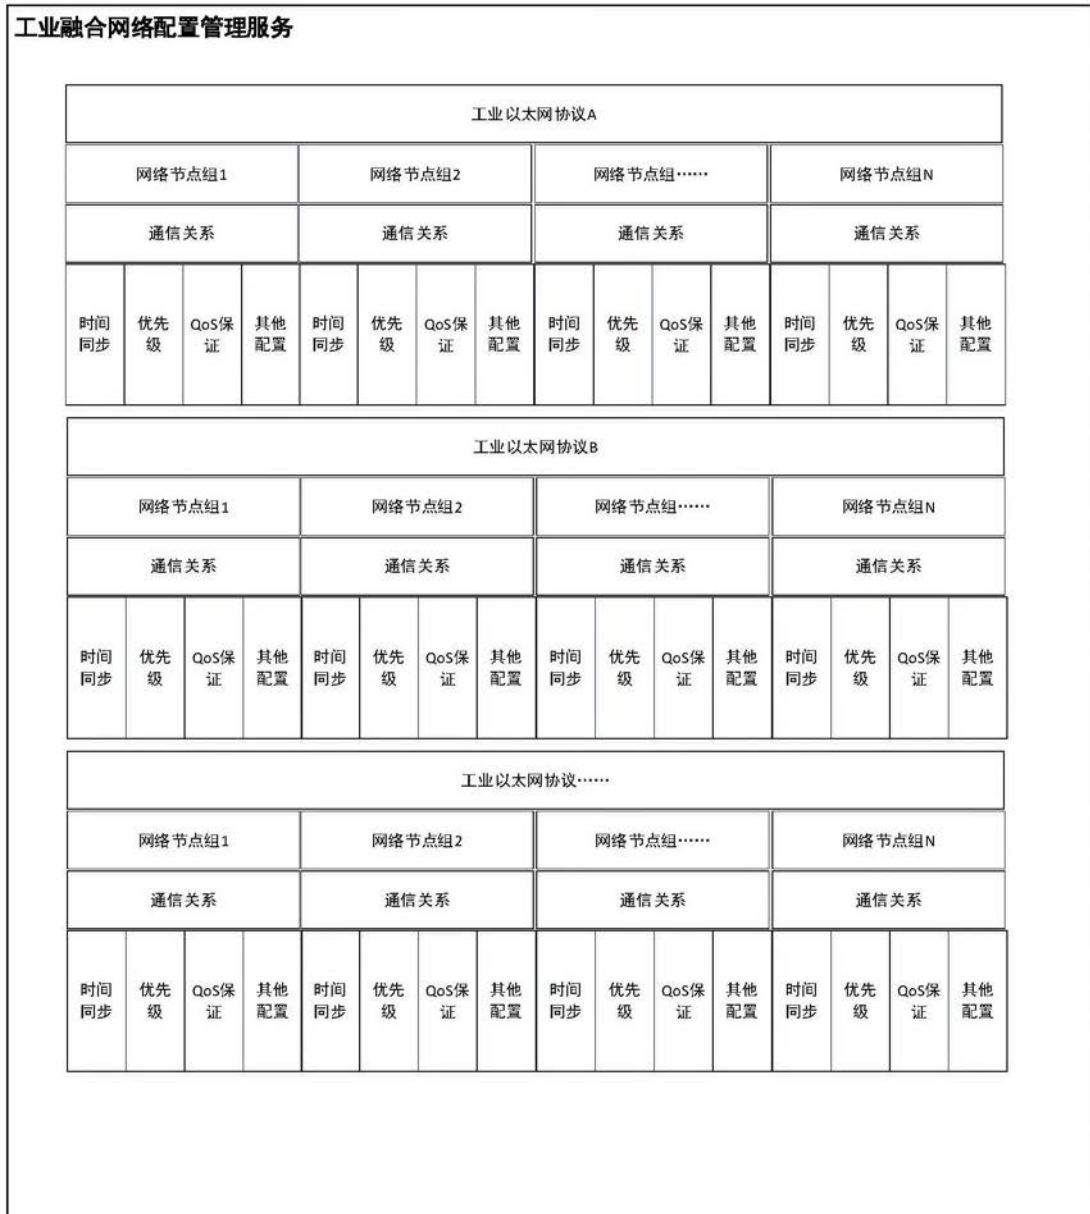 工业融合网络配置管理服务
工业以太网协议A
网络节点组1 网络节点组2 网络节点组…… 网络节点组N
通信关系 通信关系 通信关系 通信关系
时间 优先 QoS保 其他 时间 优先 QoS保 其他 时间 优先 QoS保 其他 时间 优先 QoS保 其他
同步 级 证 配置 同步 级 证 配置 同步 级 证 配置 同步 级 证 配置
工业以太网协议B
网络节点组1 网络节点组2 网络节点组…… 网络节点组N
通信关系 通信关系 通信关系 通信关系
时间 优先 QoS保 其他 时间 优先 QoS保 其他 时间 优先 QoS保 其他 时间 优先 QoS保 其他
同步 级 证 配置 同步 级 证 配置 同步 级 证 配置 同步 级 证 配置
工业以太网协议……
网络节点组1 网络节点组2 网络节点组…… 网络节点组N
通信关系 通信关系 通信关系 通信关系
时间 优先 QoS保 其他 时间 优先 QoS保 其他 时间 优先 QoS保 其他 时间 优先 QoS保 其他
同步 级 证 配置 同步 级 证 配置 同步 级 证 配置 同步 级 证 配置